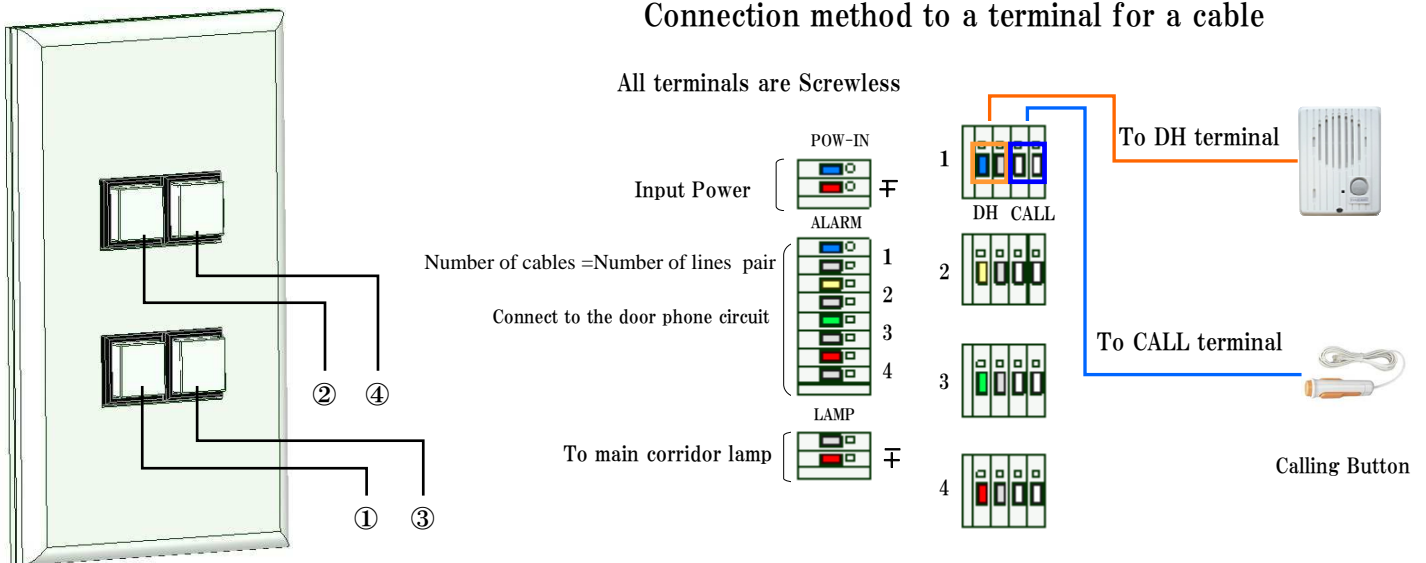 Connection method to a terminal for a cable
All terminals are Screwless
POW-IN
Input Power
∓
ALARM
Number of cables =Number of lines pair
Connect to the door phone circuit
1
2
3
4
LAMP
To main corridor lamp
∓
1
DH CALL
2
3
4
To DH terminal
To CALL terminal
Calling Button
② ④
① ③